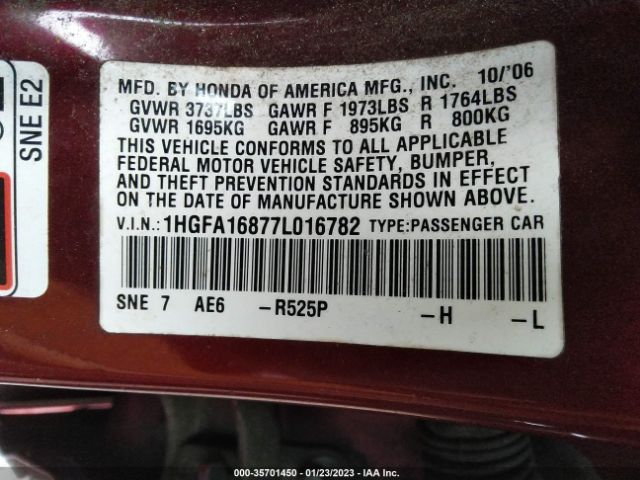 SNE E2
MFD. BY HONDA OF AMERICA MFG., INC. 10/'06
GVWR 3737LBS GAWR F 1973LBS R 1764LBS
GVWR 1695KG GAWR F 895KG R 800KG
THIS VEHICLE CONFORMS TO ALL APPLICABLE
FEDERAL MOTOR VEHICLE SAFETY, BUMPER,
AND THEFT PREVENTION STANDARDS IN EFFECT
ON THE DATE OF MANUFACTURE SHOWN ABOVE.
V.I.N.: 1HGFA16877L016782 TYPE:PASSENGER CAR
SNE 7 AE6 -R525P -H -L
000-35701450 - 01/23/2023 - IAA Inc.